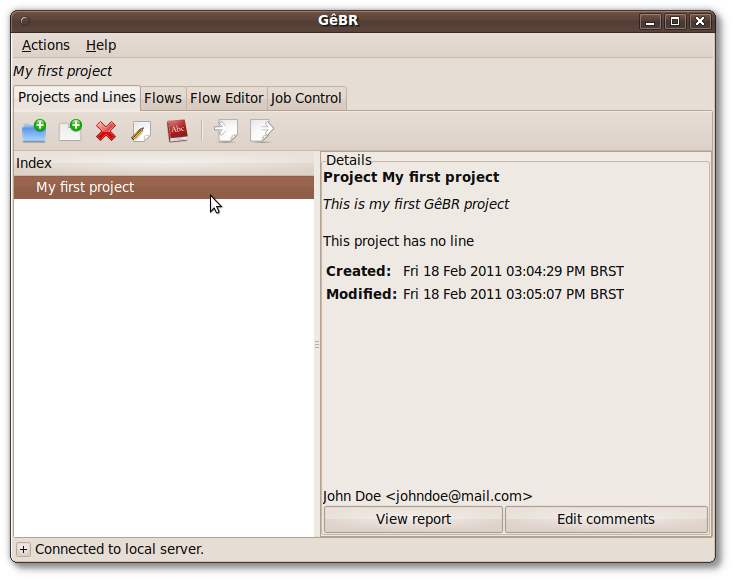 GêBR
Actions Help
My first project
Projects and Lines Flows Flow Editor Job Control
Abc
Index
My first project
Details
Project My first project
This is my first GêBR project
This project has no line
Created: Fri 18 Feb 2011 03:04:29 PM BRST
Modified: Fri 18 Feb 2011 03:05:07 PM BRST
John Doe <johndoe@mail.com>
View report Edit comments
Connected to local server.